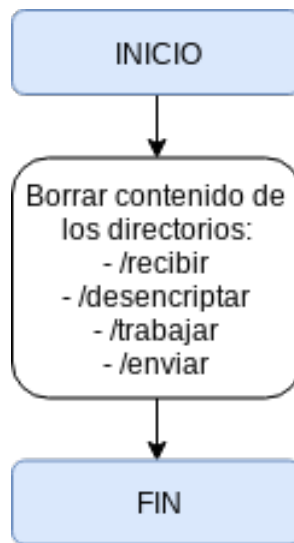 INICIO
Borrar contenido de
los directorios:
- /recibir
- /desencriptar
- /trabajar
- /enviar
FIN